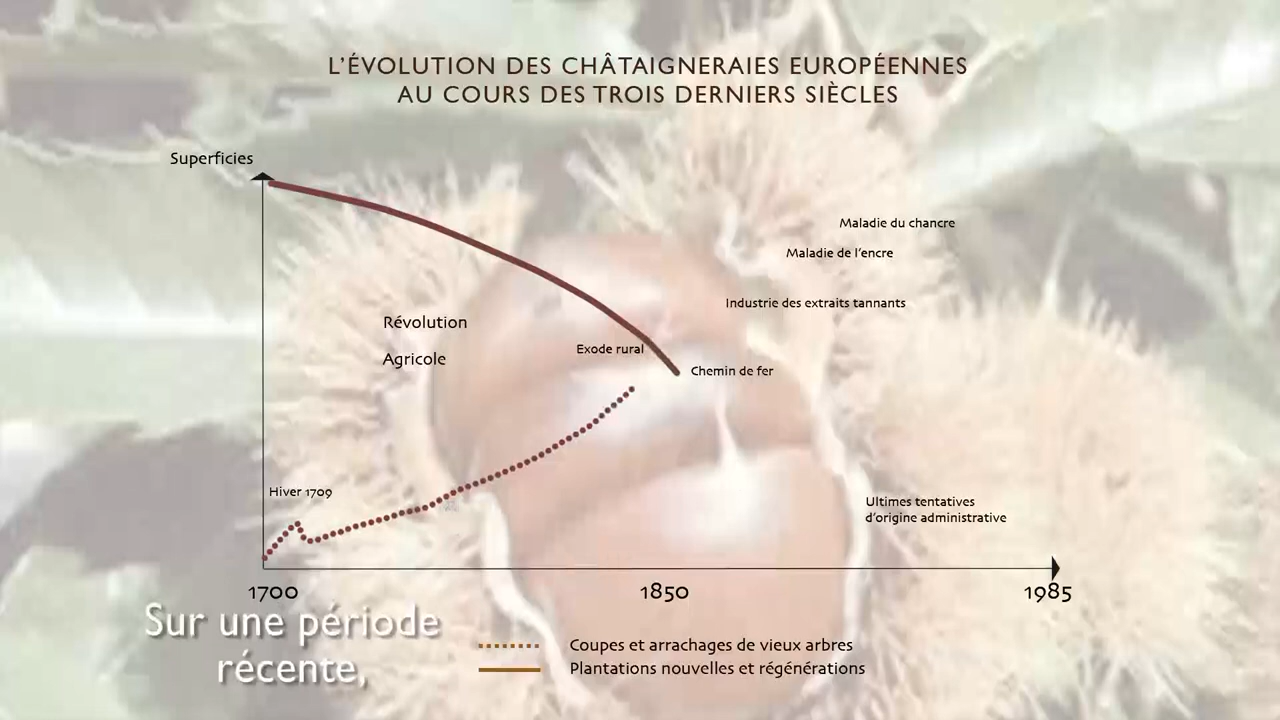 L'ÉVOLUTION DES CHÂTAIGNERAIES EUROPÉENNES
AU COURS DES TROIS DERNIERS SIÈCLES
Superficies
Maladie du chancre
Maladie de l'encre
Industrie des extraits tannants
Révolution
Agricole
Exode rural
Chemin de fer
Hiver 1709
Ultimes tentatives
d'origine administrative
1700
1850
1985
Sur une période
récente,
Coupes et arrachages de vieux arbres
Plantations nouvelles et régénérations